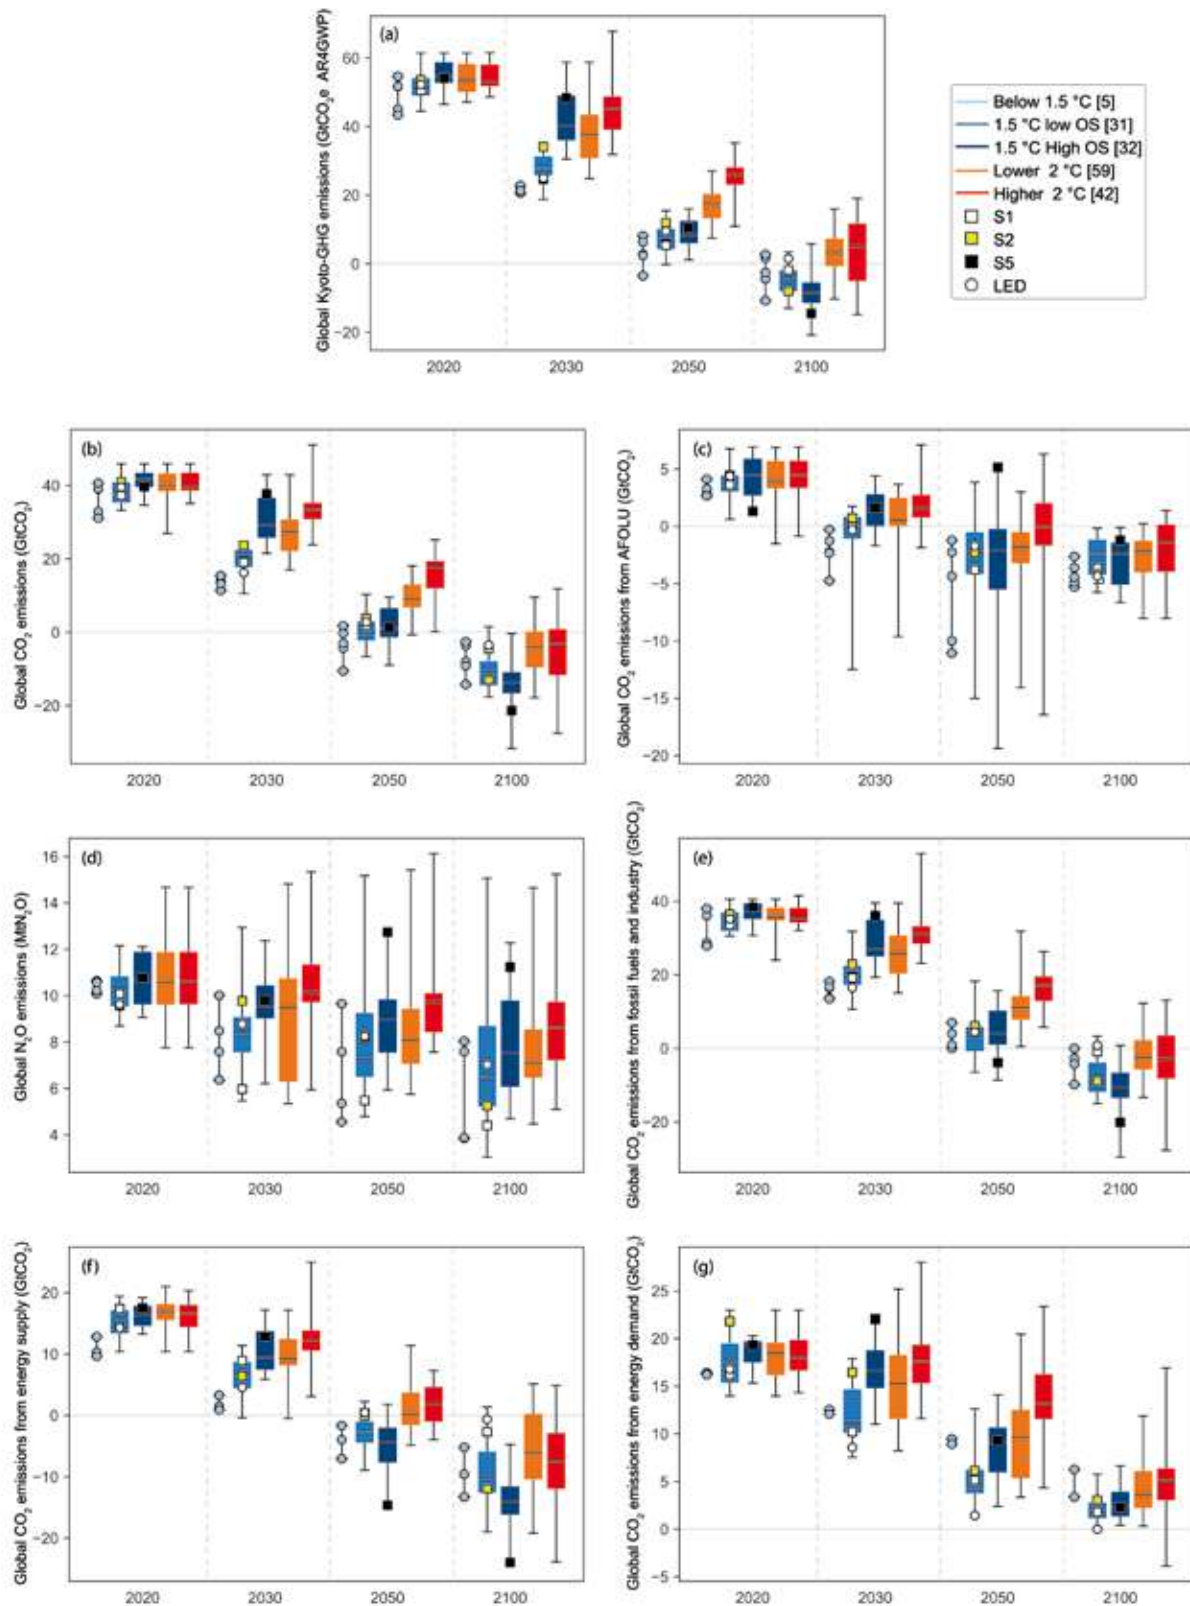 (a)
Global Kyoto-GHG emissions (GtCO₂e AR4GWP)
60
40
20
0
−20
2020 2030 2050 2100
Below 1.5 °C [5]
1.5 °C low OS [31]
1.5 °C High OS [32]
Lower 2 °C [59]
Higher 2 °C [42]
S1
S2
S5
LED
(b)
Global CO₂ emissions (GtCO₂)
40
20
0
−20
2020 2030 2050 2100
(c)
Global CO₂ emissions from AFOLU (GtCO₂)
5
0
−5
−10
−15
−20
2020 2030 2050 2100
(d)
Global N₂O emissions (MtN₂O)
16
14
12
10
8
6
4
2020 2030 2050 2100
(e)
Global CO₂ emissions from fossil fuels and industry (GtCO₂)
40
20
0
−20
2020 2030 2050 2100
(f)
Global CO₂ emissions from energy supply (GtCO₂)
20
10
0
−10
−20
2020 2030 2050 2100
(g)
Global CO₂ emissions from energy demand (GtCO₂)
25
20
15
10
5
0
−5
2020 2030 2050 2100